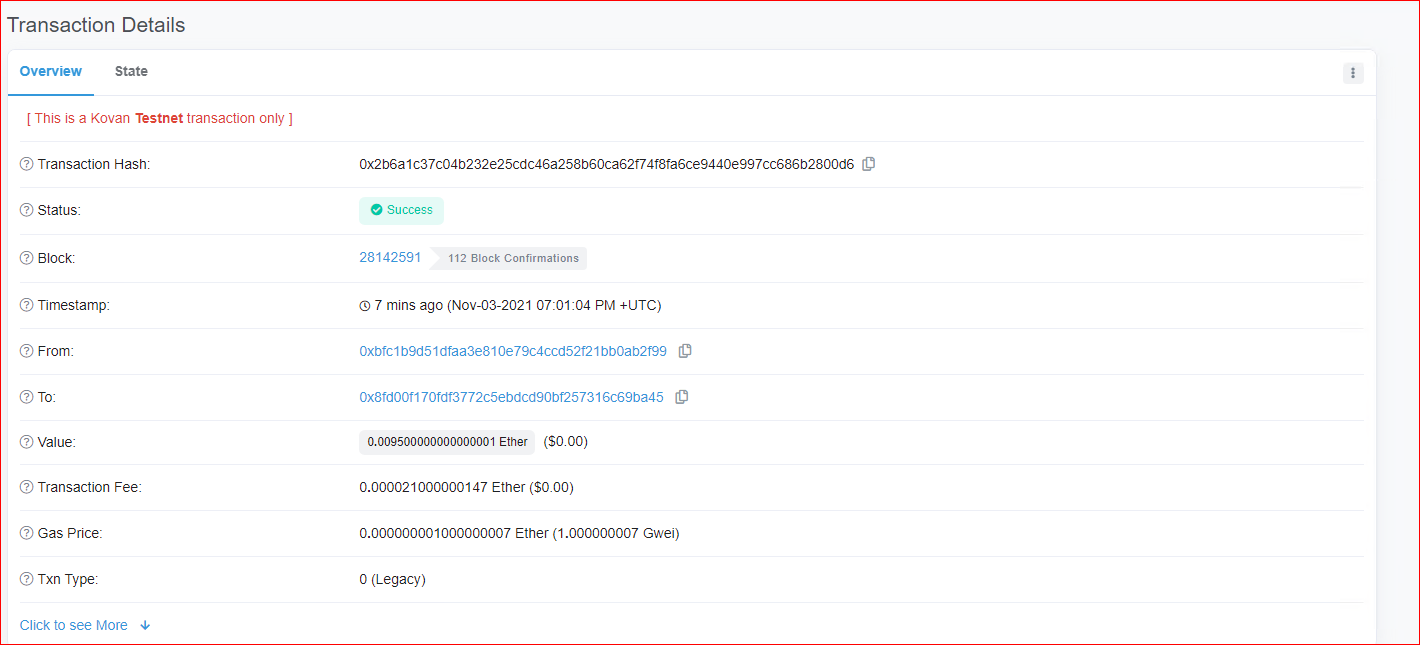 Transaction Details
Overview State
[ This is a Kovan Testnet transaction only ]
Transaction Hash: 0x2b6a1c37c04b232e25cdc46a258b60ca62f74f8fa6ce9440e997cc686b2800d6
Status: Success
Block: 28142591 112 Block Confirmations
Timestamp: 7 mins ago (Nov-03-2021 07:01:04 PM +UTC)
From: 0xbfc1b9d51dfaa3e810e79c4ccd52f21bb0ab2f99
To: 0x8fd00f170fdf3772c5ebdcd90bf257316c69ba45
Value: 0.009500000000000001 Ether ($0.00)
Transaction Fee: 0.000021000000147 Ether ($0.00)
Gas Price: 0.000000001000000007 Ether (1.000000007 Gwei)
Txn Type: 0 (Legacy)
Click to see More